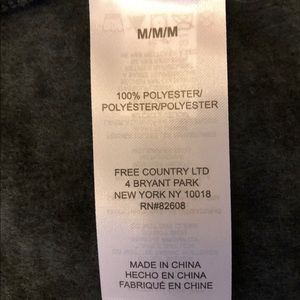 M/M/M
100% POLYESTER/
POLYÉSTER/POLYESTER
FREE COUNTRY LTD
4 BRYANT PARK
NEW YORK NY 10018
RN#82608
MADE IN CHINA
HECHO EN CHINA
FABRIQUÉ EN CHINE